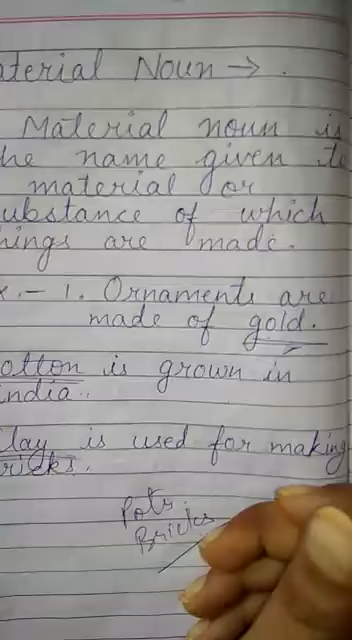 aterial Noun →.
Material noun is
he name given to
material or
ubstance of which
hings are made.
x. - 1. Ornaments are
made of gold.
otton is grown in
india.
lay is used for making
ricks.
Pots.
Bricks